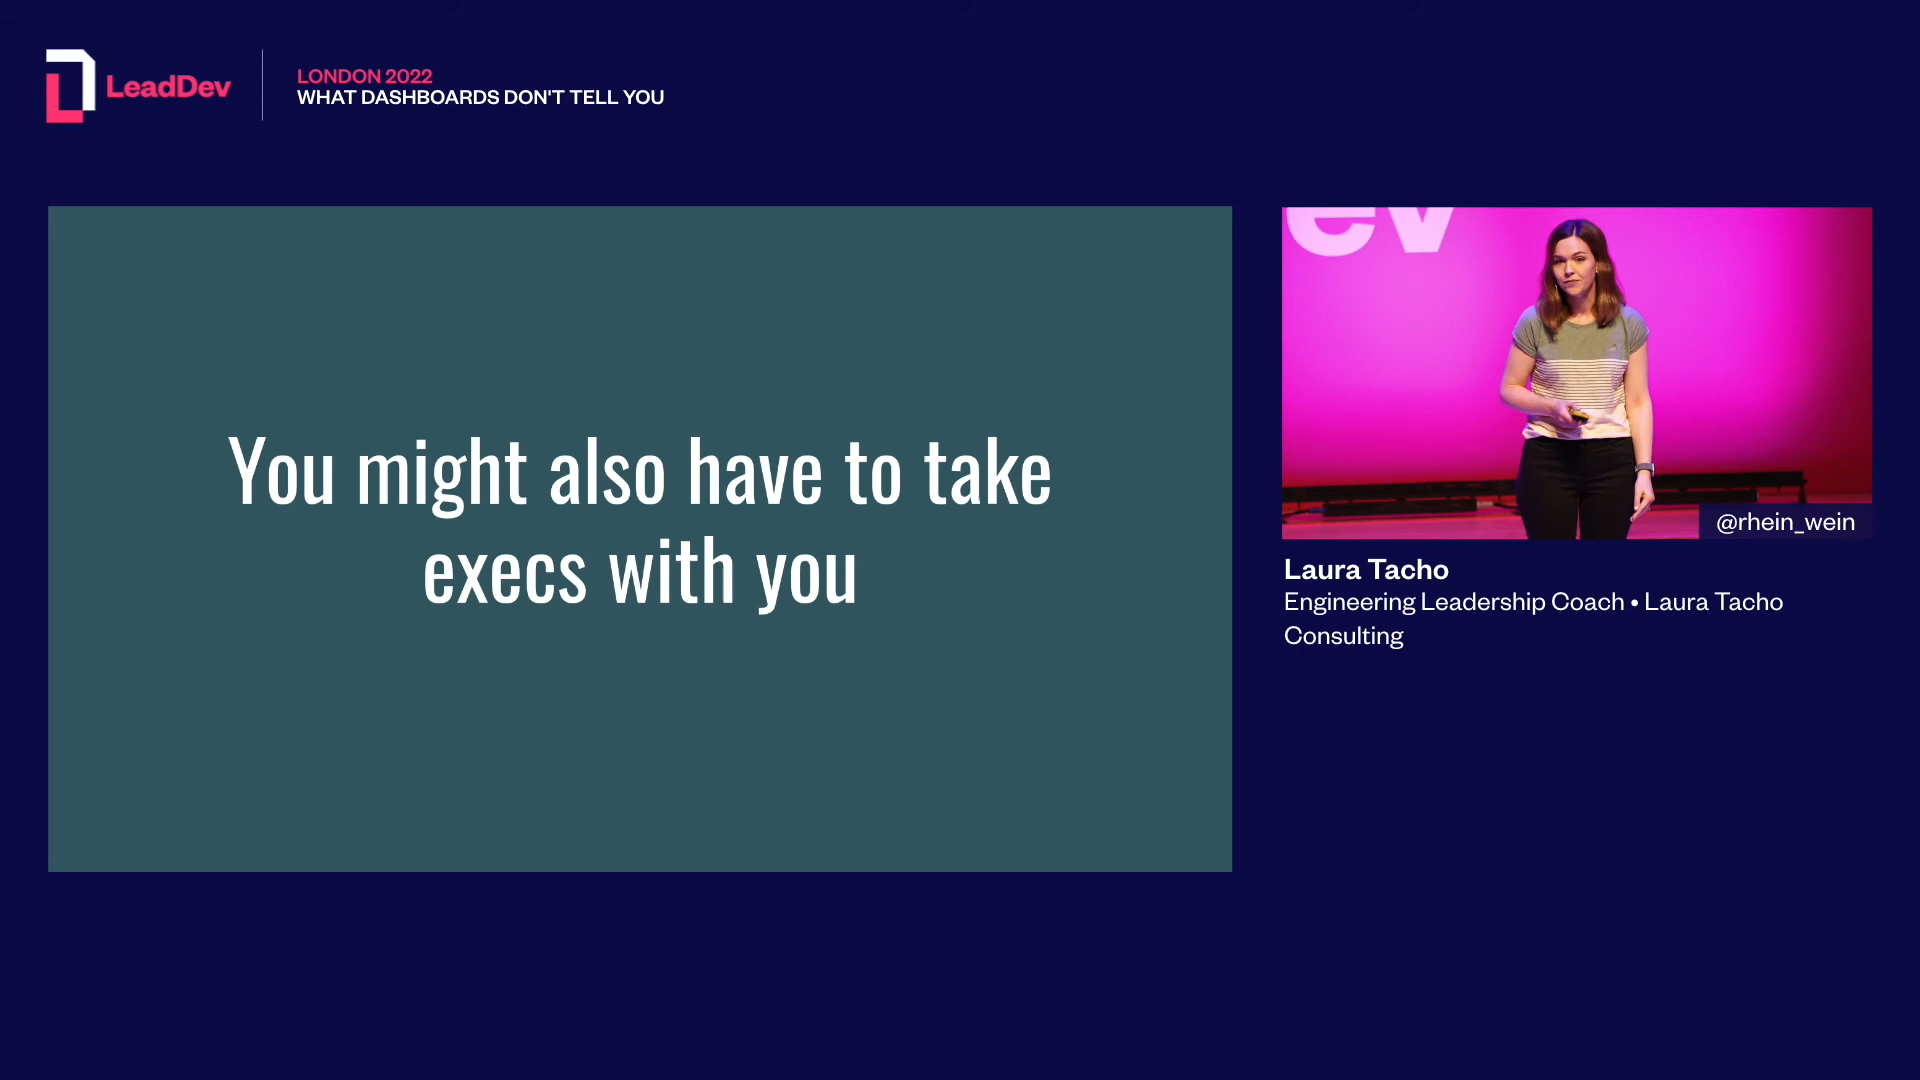 LeadDev
LONDON 2022
WHAT DASHBOARDS DON'T TELL YOU
You might also have to take
execs with you
ev
@rhein_wein
Laura Tacho
Engineering Leadership Coach • Laura Tacho
Consulting